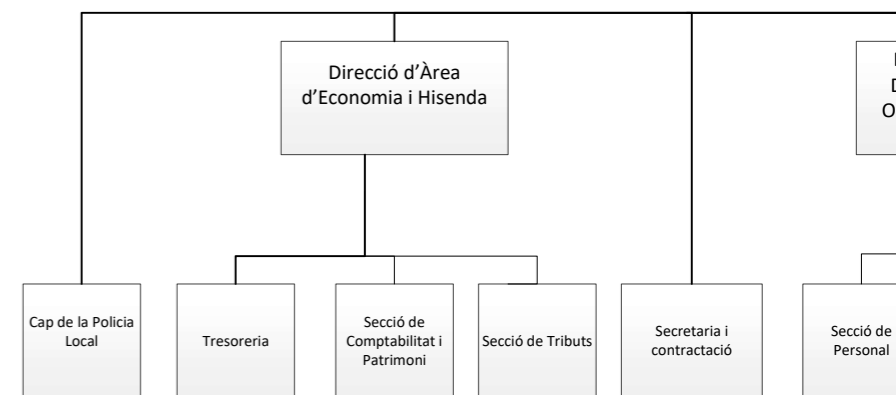 Direcció d'Àrea
d'Economia i Hisenda
Cap de la Policia
Local
Tresoreria
Secció de
Comptabilitat i
Patrimoni
Secció de Tributs
Secretaria i
contractació
Secció de
Personal